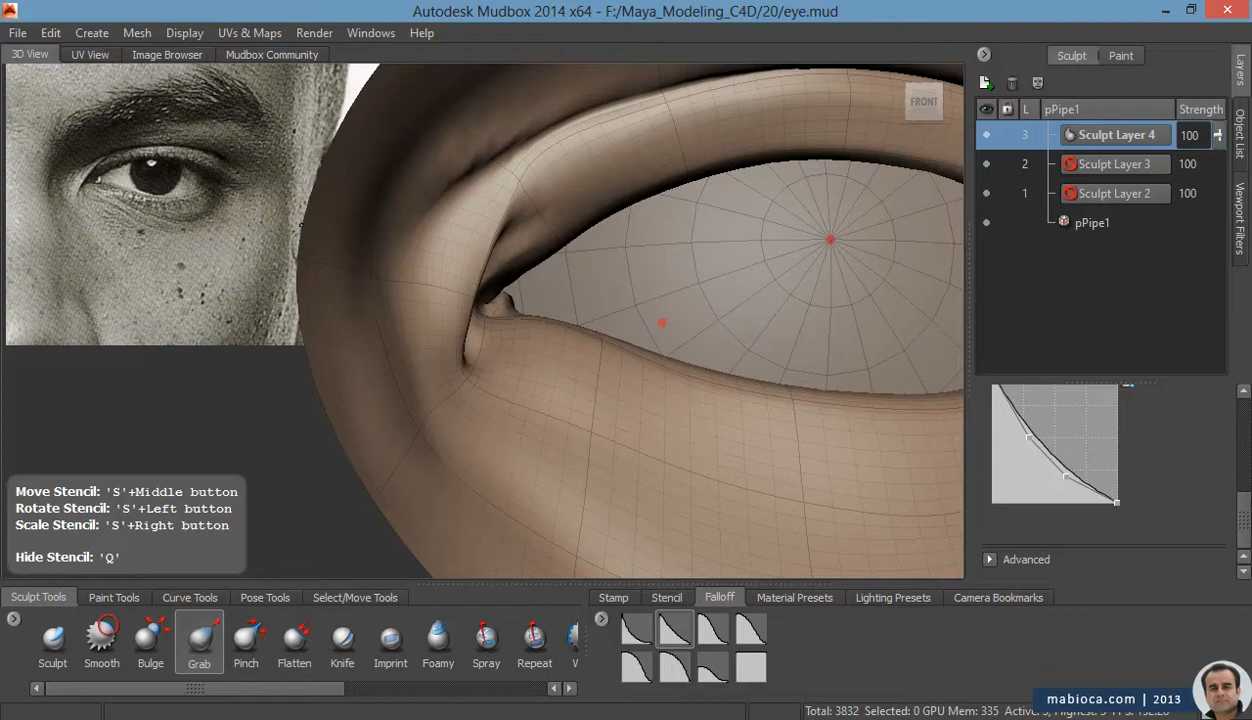 Autodesk Mudbox 2014 x64 - F:/Maya_Modeling_C4D/20/eye.mud
File Edit Create Mesh Display UVs & Maps Render Windows Help
3D View UV View Image Browser Mudbox Community
Sculpt Paint
L pPipe1 Strength
3 Sculpt Layer 4 100
2 Sculpt Layer 3 100
1 Sculpt Layer 2 100
pPipe1
Layers
Object List
Viewport Filters
FRONT
Move Stencil: 'S'+Middle button
Rotate Stencil: 'S'+Left button
Scale Stencil: 'S'+Right button
Hide Stencil: 'Q'
Advanced
Sculpt Tools Paint Tools Curve Tools Pose Tools Select/Move Tools
Stamp Stencil Falloff Material Presets Lighting Presets Camera Bookmarks
Sculpt Smooth Bulge Grab Pinch Flatten Knife Imprint Foamy Spray Repeat W
mabioca.com | 2013
Total: 3832 Selected: 0 GPU Mem: 335